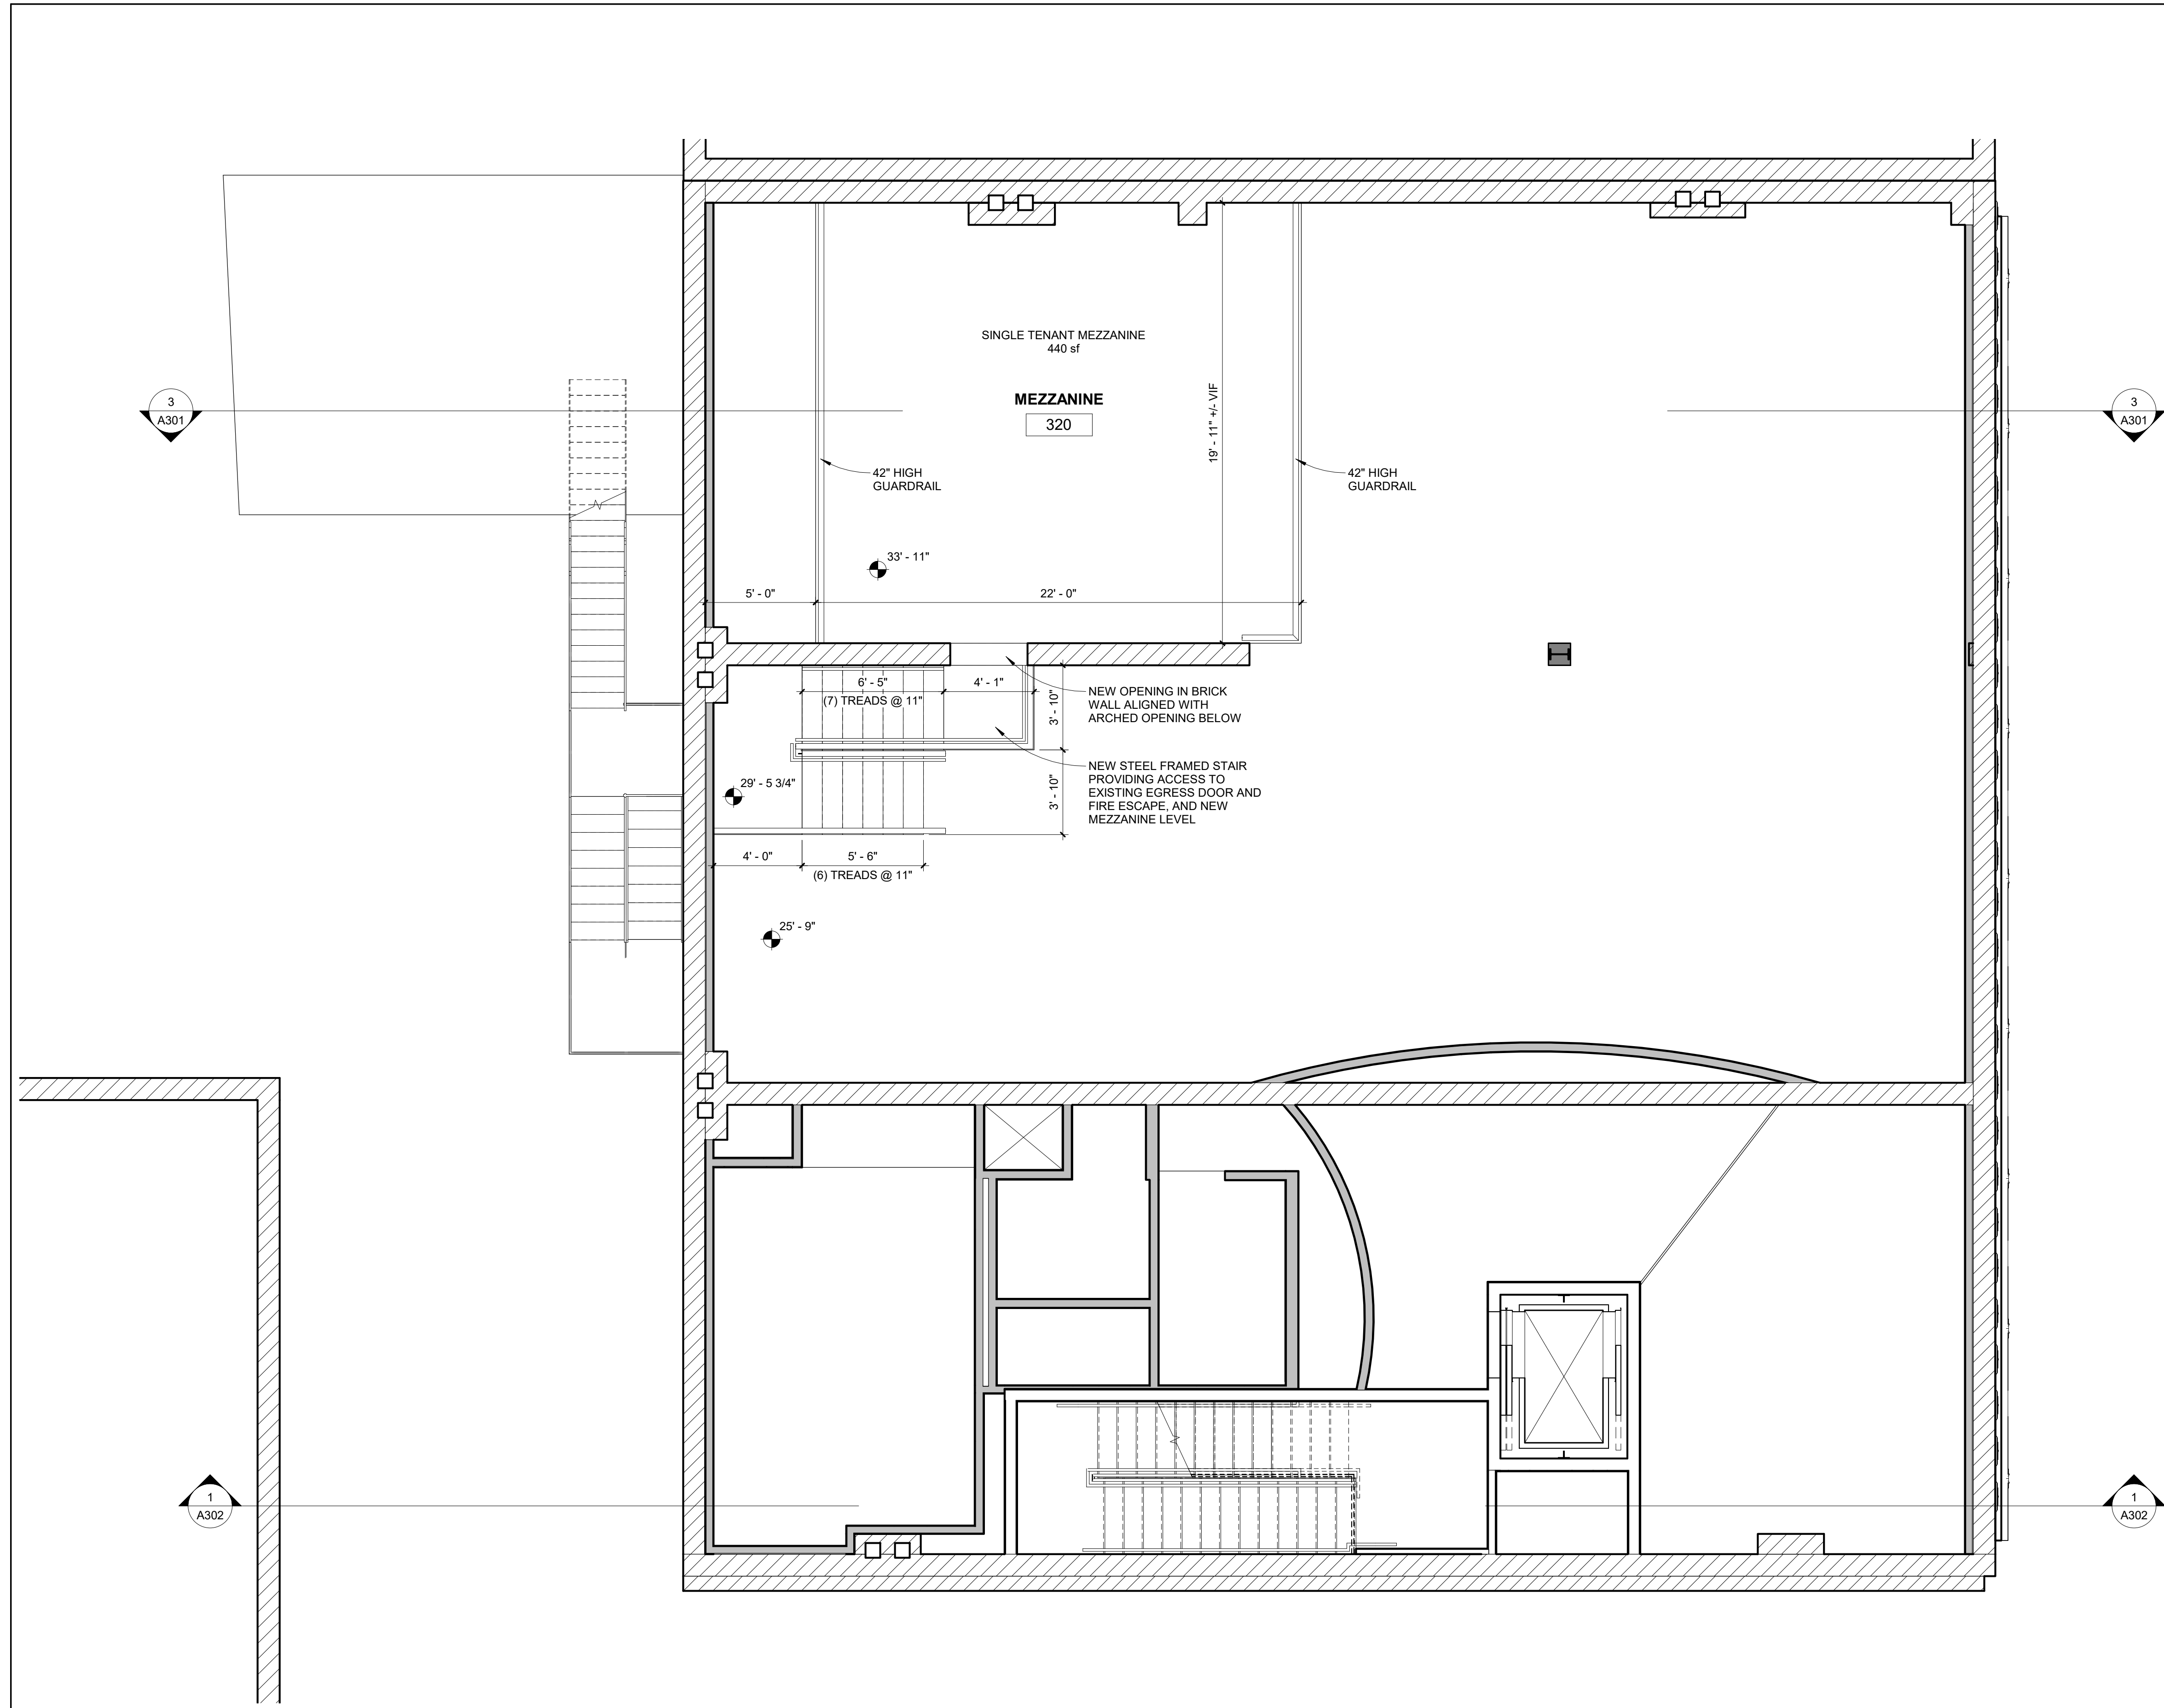 SINGLE TENANT MEZZANINE
440 sf
MEZZANINE
320
3
A301
3
A301
19' - 11" +/- VIF
42" HIGH
GUARDRAIL
42" HIGH
GUARDRAIL
33' - 11"
5' - 0"
22' - 0"
6' - 5"
(7) TREADS @ 11"
4' - 1"
3' - 10"
NEW OPENING IN BRICK
WALL ALIGNED WITH
ARCHED OPENING BELOW
29' - 5 3/4"
3' - 10"
NEW STEEL FRAMED STAIR
PROVIDING ACCESS TO
EXISTING EGRESS DOOR AND
FIRE ESCAPE, AND NEW
MEZZANINE LEVEL
4' - 0"
5' - 6"
(6) TREADS @ 11"
25' - 9"
1
A302
1
A302